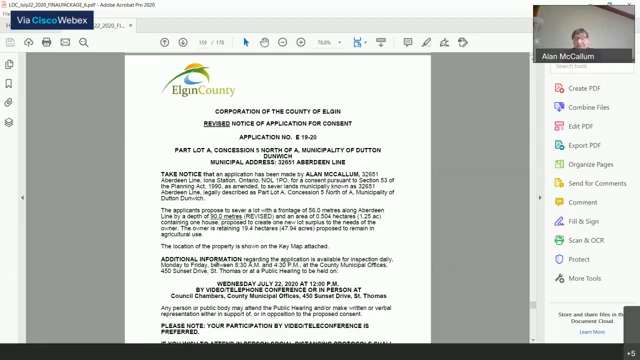 LOC_July22_2020_FINALPACKAGE_6.pdf - Adobe Acrobat Pro 2020
Via Cisco Webex
159 / 178
78.8%
Alan McCallum
Search tools
Create PDF
Combine Files
Edit PDF
Export PDF
Organize Pages
Send for Comments
Comment
Fill & Sign
Scan & OCR
Protect
More Tools
Store and share files in the
Document Cloud
Learn More
+5
ElginCounty
CORPORATION OF THE COUNTY OF ELGIN
REVISED NOTICE OF APPLICATION FOR CONSENT
APPLICATION NO. E 19-20
PART LOT A, CONCESSION 5 NORTH OF A, MUNICIPALITY OF DUTTON
DUNWICH
MUNICIPAL ADDRESS: 32651 ABERDEEN LINE
TAKE NOTICE that an application has been made by ALAN MCCALLUM, 32651
Aberdeen Line, Iona Station, Ontario, NOL 1PO, for a consent pursuant to Section 53 of
the Planning Act, 1990, as amended, to sever lands municipally known as 32651
Aberdeen Line, legally described as Part Lot A, Concession 5 North of A, Municipality of
Dutton Dunwich.
The applicants propose to sever a lot with a frontage of 56.0 metres along Aberdeen
Line by a depth of 90.0 metres (REVISED) and an area of 0.504 hectares (1.25 ac)
containing one house, proposed to create one new lot surplus to the needs of the
owner. The owner is retaining 19.4 hectares (47.94 acres) proposed to remain in
agricultural use.
The location of the property is shown on the Key Map attached.
ADDITIONAL INFORMATION regarding the application is available for inspection daily,
Monday to Friday, between 8:30 A.M. and 4:30 P.M., at the County Municipal Offices,
450 Sunset Drive, St. Thomas or at a Public Hearing to be held on:
WEDNESDAY JULY 22, 2020 AT 12:00 P.M.
BY VIDEO/TELEPHONE CONFERENCE OR IN PERSON AT
Council Chambers, County Municipal Offices, 450 Sunset Drive, St. Thomas
Any person or public body may attend the Public Hearing and/or make written or verbal
representation either in support of, or in opposition to the proposed consent.
PLEASE NOTE: YOUR PARTICIPATION BY VIDEO/TELECONFERENCE IS
PREFERRED.